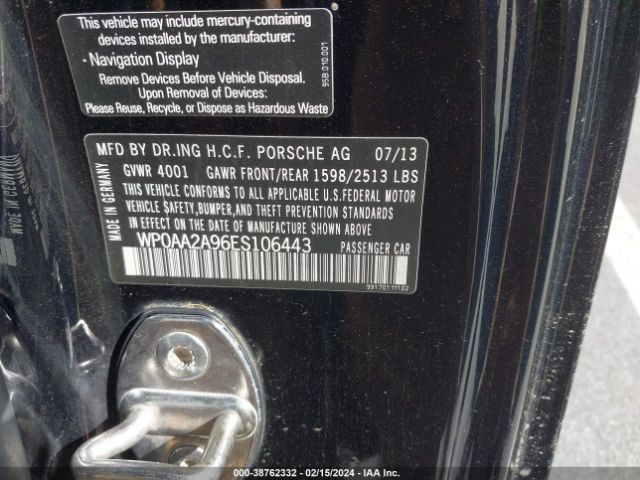 This vehicle may include mercury-containing
devices installed by the manufacturer:
- Navigation Display
Remove Devices Before Vehicle Disposal.
Upon Removal of Devices:
Please Reuse, Recycle, or Dispose as Hazardous Waste
95B.010.001
MADE IN GERMANY
MFD BY DR.ING H.C.F. PORSCHE AG 07/13
GVWR 4001 GAWR FRONT/REAR 1598/2513 LBS
THIS VEHICLE CONFORMS TO ALL APPLICABLE U.S.FEDERAL MOTOR
VEHICLE SAFETY,BUMPER,AND THEFT PREVENTION STANDARDS
IN EFFECT ON THE DATE OF MANUFACTURE SHOWN ABOVE.
WP0AA2A96ES106443 PASSENGER CAR
000-38762332 - 02/15/2024 - IAA Inc.